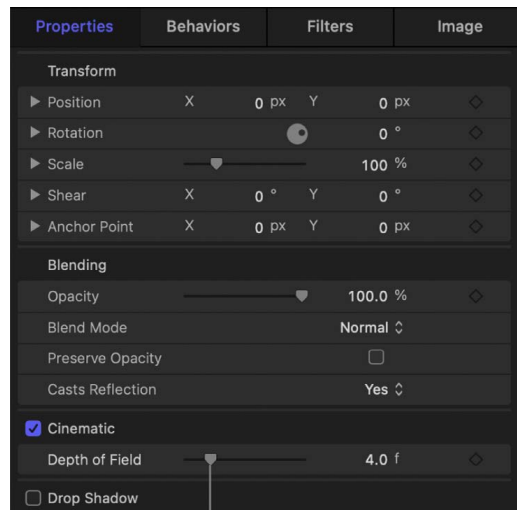 Properties Behaviors Filters Image
Transform
Position X 0 px Y 0 px
Rotation 0 °
Scale 100 %
Shear X 0 ° Y 0 °
Anchor Point X 0 px Y 0 px
Blending
Opacity 100.0 %
Blend Mode Normal
Preserve Opacity
Casts Reflection Yes
Cinematic
Depth of Field 4.0 f
Drop Shadow